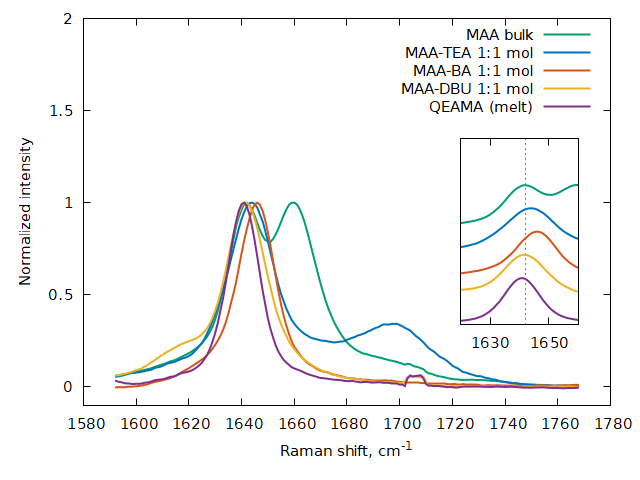 2
1.5
1
0.5
0
Normalized intensity
MAA bulk
MAA-TEA 1:1 mol
MAA-BA 1:1 mol
MAA-DBU 1:1 mol
QEAMA (melt)
1630 1650
1580 1600 1620 1640 1660 1680 1700 1720 1740 1760 1780
Raman shift, cm⁻¹